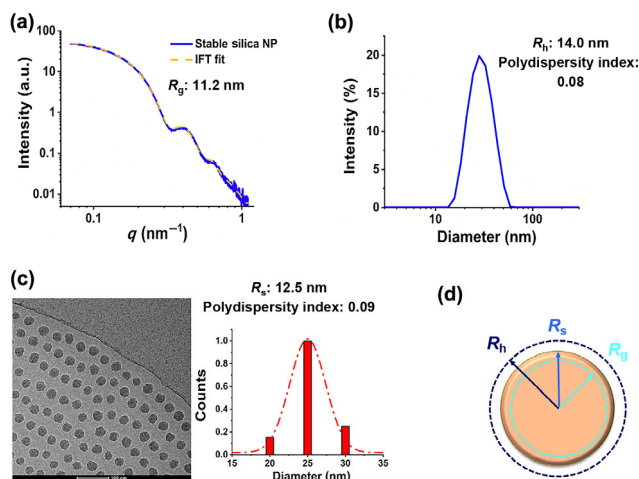 (a)
100
10
1
0.1
0.01
Intensity (a.u.)
Stable silica NP
IFT fit
Rg: 11.2 nm
0.1
1
q (nm⁻¹)
(b)
20
15
10
5
0
Intensity (%)
Rh: 14.0 nm
Polydispersity index:
0.08
10
100
Diameter (nm)
(c)
Rs: 12.5 nm
Polydispersity index: 0.09
1.0
0.8
0.6
0.4
0.2
0.0
Counts
15
20
25
30
35
Diameter (nm)
(d)
Rh
Rs
Rg